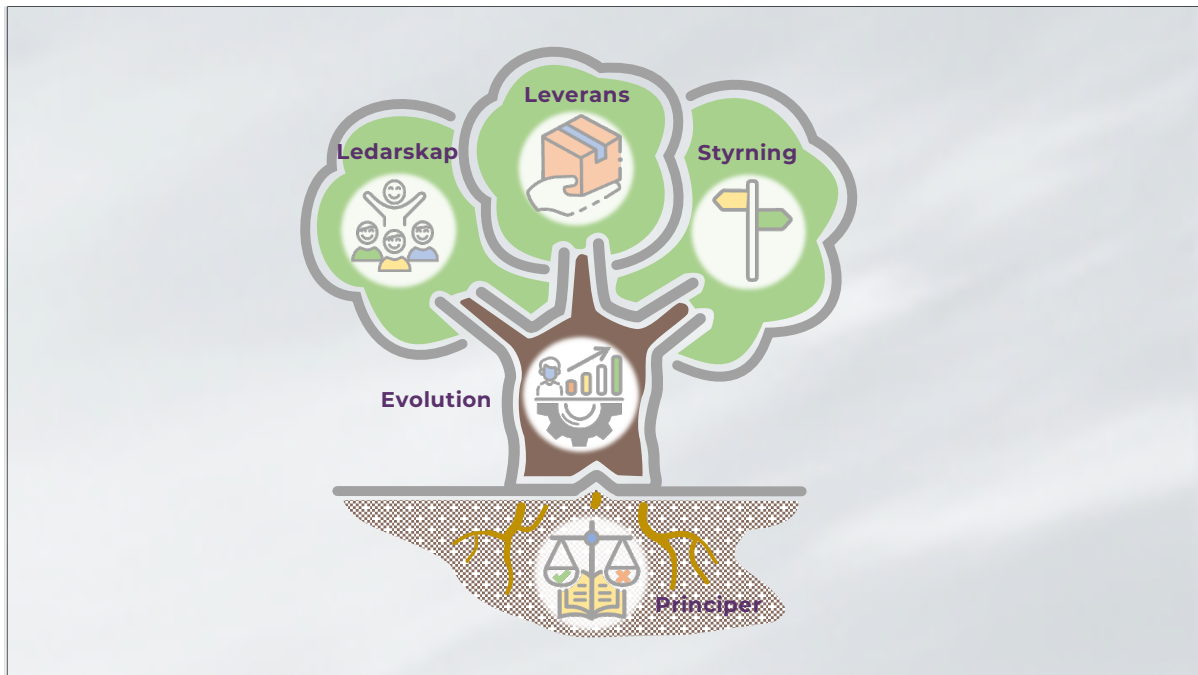 Leverans
Ledarskap
Styrning
Evolution
Principer